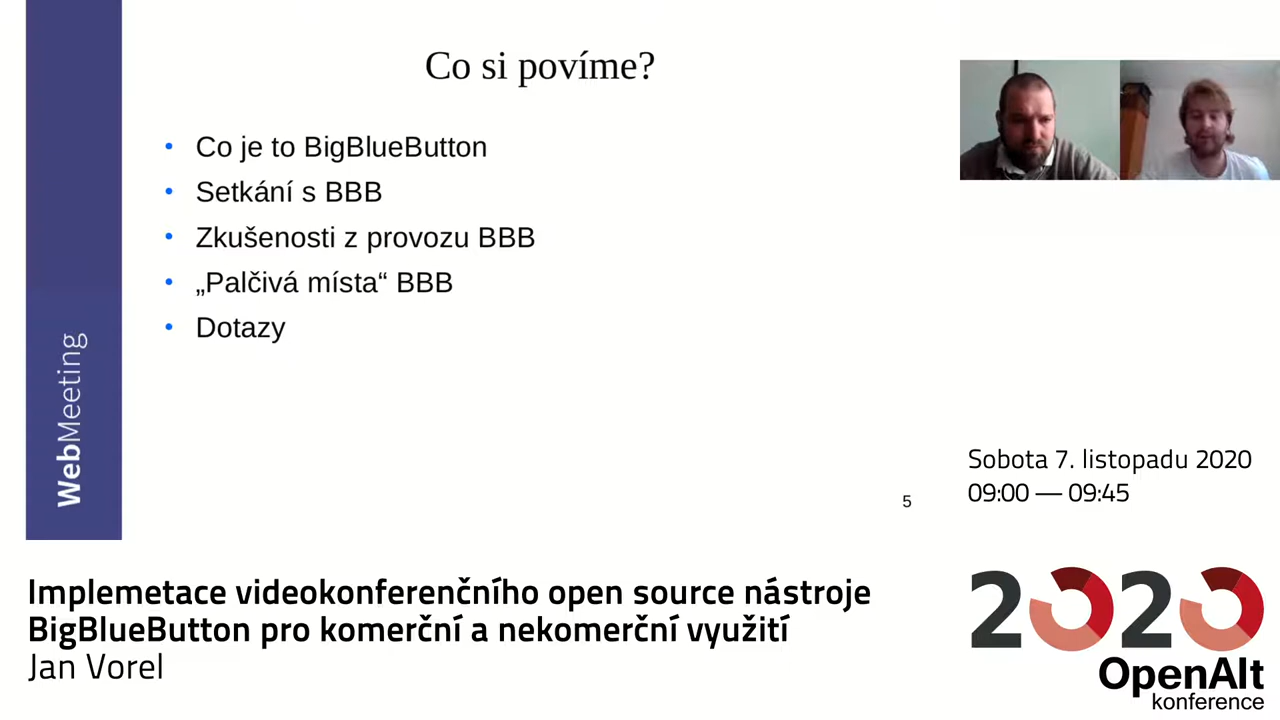 Co si povíme?
• Co je to BigBlueButton
• Setkání s BBB
• Zkušenosti z provozu BBB
• „Palčivá místa“ BBB
• Dotazy
WebMeeting
5
Sobota 7. listopadu 2020
09:00 — 09:45
Implemetace videokonferenčního open source nástroje
BigBlueButton pro komerční a nekomerční využití
Jan Vorel
2020
OpenAlt
konference